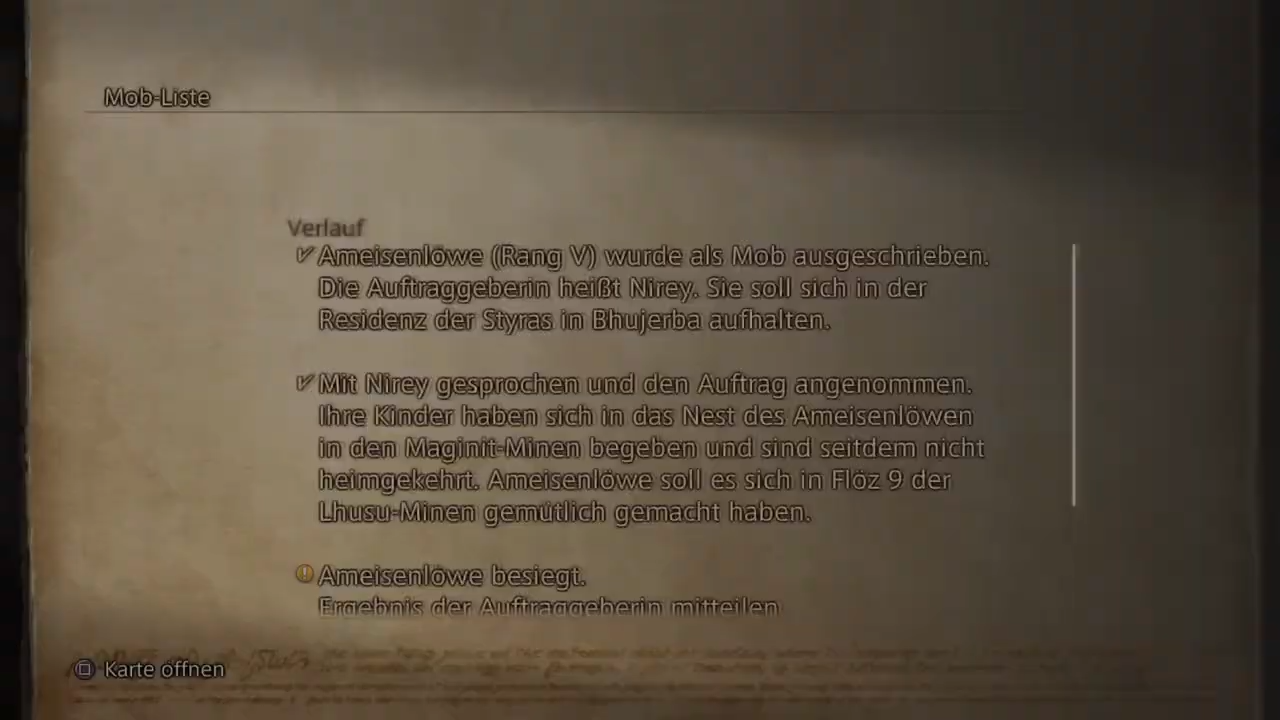 Mob-Liste
Verlauf
✓ Ameisenlöwe (Rang V) wurde als Mob ausgeschrieben.
Die Auftraggeberin heißt Nirey. Sie soll sich in der
Residenz der Styras in Bhujerba aufhalten.
✓ Mit Nirey gesprochen und den Auftrag angenommen.
Ihre Kinder haben sich in das Nest des Ameisenlöwen
in den Maginit-Minen begeben und sind seitdem nicht
heimgekehrt. Ameisenlöwe soll es sich in Flöz 9 der
Lhusu-Minen gemütlich gemacht haben.
! Ameisenlöwe besiegt.
Ergebnis der Auftraggeberin mitteilen
Karte öffnen